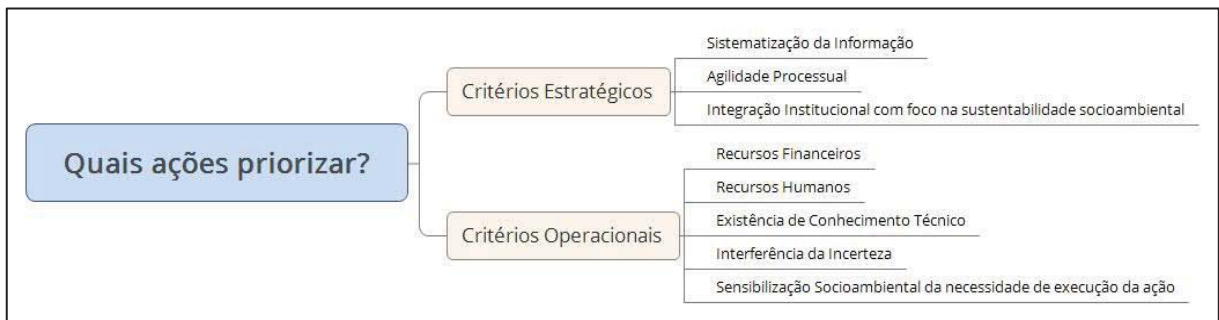 Quais ações priorizar?
Critérios Estratégicos
Sistematização da Informação
Agilidade Processual
Integração Institucional com foco na sustentabilidade socioambiental
Critérios Operacionais
Recursos Financeiros
Recursos Humanos
Existência de Conhecimento Técnico
Interferência da Incerteza
Sensibilização Socioambiental da necessidade de execução da ação